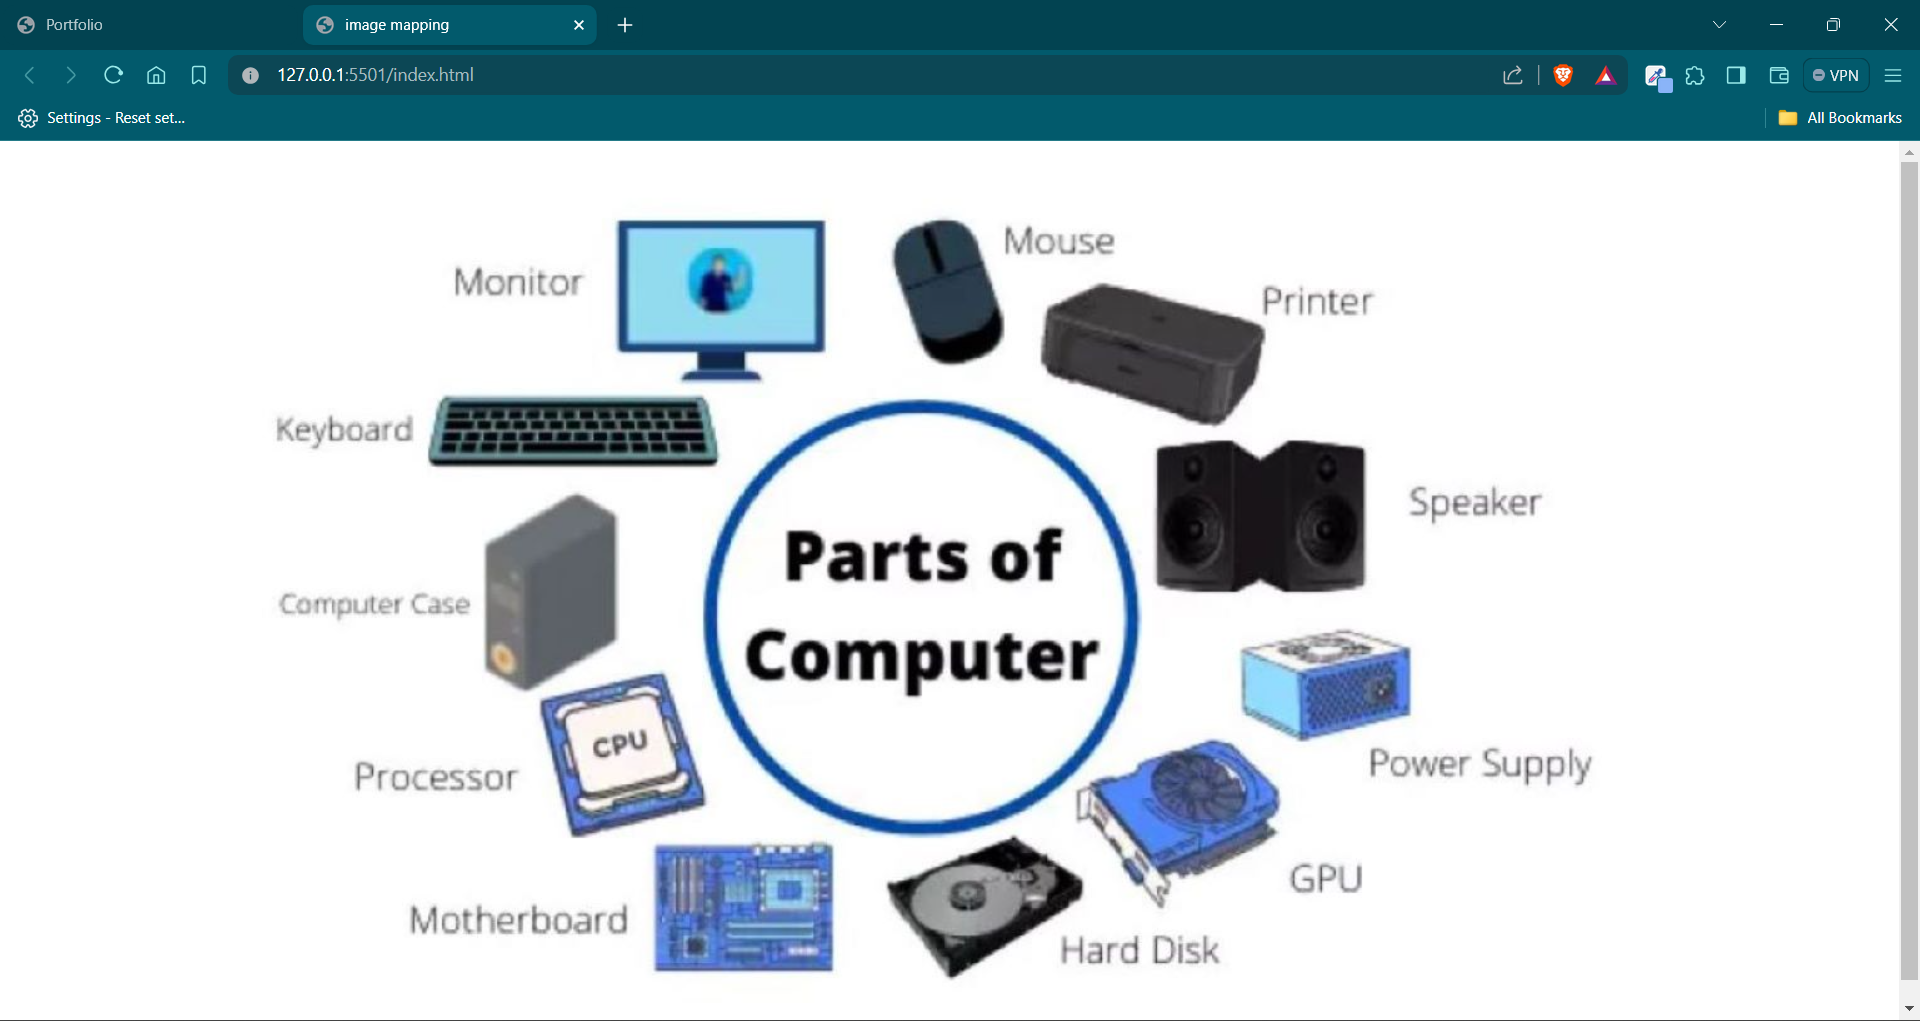 Portfolio
image mapping
127.0.0.1:5501/index.html
VPN
Settings - Reset set...
All Bookmarks
Mouse
Monitor
Printer
Keyboard
Speaker
Parts of
Computer
Computer Case
CPU
Processor
Power Supply
GPU
Motherboard
Hard Disk